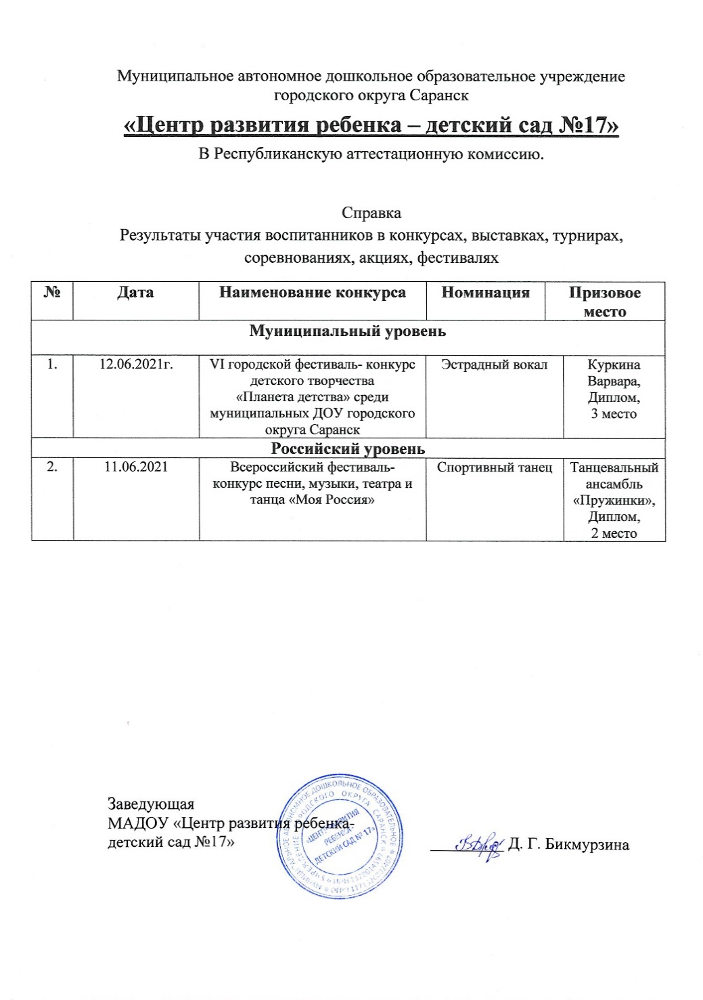 Муниципальное автономное дошкольное образовательное учреждение
городского округа Саранск
«Центр развития ребенка – детский сад №17»
В Республиканскую аттестационную комиссию.
Справка
Результаты участия воспитанников в конкурсах, выставках, турнирах,
соревнованиях, акциях, фестивалях
№ Дата Наименование конкурса Номинация Призовое
место
Муниципальный уровень
1. 12.06.2021г. VI городской фестиваль- конкурс Эстрадный вокал Куркина
детского творчества Варвара,
«Планета детства» среди Диплом,
муниципальных ДОУ городского 3 место
округа Саранск
Российский уровень
2. 11.06.2021 Всероссийский фестиваль- Спортивный танец Танцевальный
конкурс песни, музыки, театра и ансамбль
танца «Моя Россия» «Пружинки»,
Диплом,
2 место
Заведующая
МАДОУ «Центр развития ребенка-
детский сад №17»
Д. Г. Бикмурзина
МУНИЦИПАЛЬНОЕ АВТОНОМНОЕ ДОШКОЛЬНОЕ ОБРАЗОВАТЕЛЬНОЕ
УЧРЕЖДЕНИЕ ГОРОДСКОГО ОКРУГА САРАНСК
«ЦЕНТР РАЗВИТИЯ
РЕБЕНКА-
ДЕТСКИЙ САД № 17»